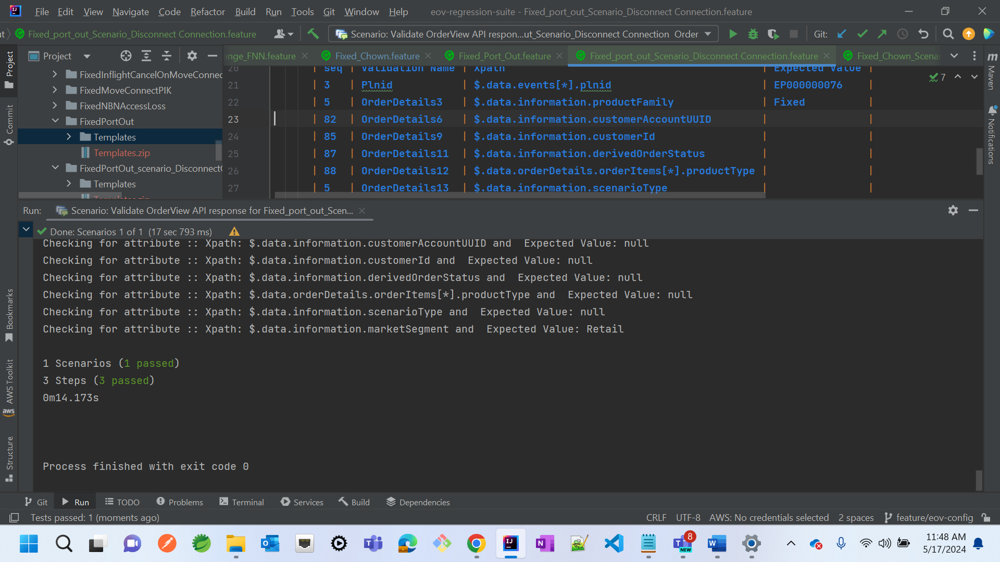 File Edit View Navigate Code Refactor Build Run Tools Git Window Help eov-regression-suite - Fixed_port_out_Scenario_Disconnect Connection.feature
Fixed_port_out_Scenario_Disconnect Connection.feature Scenario: Validate OrderView API respon...ut_Scenario_Disconnect Connection Order Git:
Project
Project
Commit
Bookmarks
AWS Toolkit
aws
Structure
Maven
Notifications
ange_FNN.feature Fixed_Chown.feature Fixed_Port_Out.feature Fixed_port_out_Scenario_Disconnect Connection.feature Fixed_Chown_Scenar
FixedInflightCancelOnMoveConnec
FixedMoveConnectPIK
FixedNBNAccessLoss
FixedPortOut
Templates
Templates.zip
FixedPortOut_scenario_Disconnect
Templates
Templates.zip
20 | seq | Validation Name | Xpath | Expected Value |
21 | 3 | Plnid | $.data.events[*].plnid | EP000000076 |
22 | 5 | OrderDetails3 | $.data.information.productFamily | Fixed |
23 | 82 | OrderDetails6 | $.data.information.customerAccountUUID | |
24 | 85 | OrderDetails9 | $.data.information.customerId | |
25 | 87 | OrderDetails11 | $.data.information.derivedOrderStatus | |
26 | 88 | OrderDetails12 | $.data.orderDetails.orderItems[*].productType | |
27 | 5 | OrderDetails13 | $.data.information.scenarioType | |
7
Run: Scenario: Validate OrderView API response for Fixed_port_out_Scen...
Done: Scenarios 1 of 1 (17 sec 793 ms)
Checking for attribute :: Xpath: $.data.information.customerAccountUUID and Expected Value: null
Checking for attribute :: Xpath: $.data.information.customerId and Expected Value: null
Checking for attribute :: Xpath: $.data.information.derivedOrderStatus and Expected Value: null
Checking for attribute :: Xpath: $.data.orderDetails.orderItems[*].productType and Expected Value: null
Checking for attribute :: Xpath: $.data.information.scenarioType and Expected Value: null
Checking for attribute :: Xpath: $.data.information.marketSegment and Expected Value: Retail
1 Scenarios (1 passed)
3 Steps (3 passed)
0m14.173s
Process finished with exit code 0
Git Run TODO Problems Terminal Services Build Dependencies
Tests passed: 1 (moments ago) CRLF UTF-8 AWS: No credentials selected 2 spaces feature/eov-config
8
NEW
11:48 AM
5/17/2024